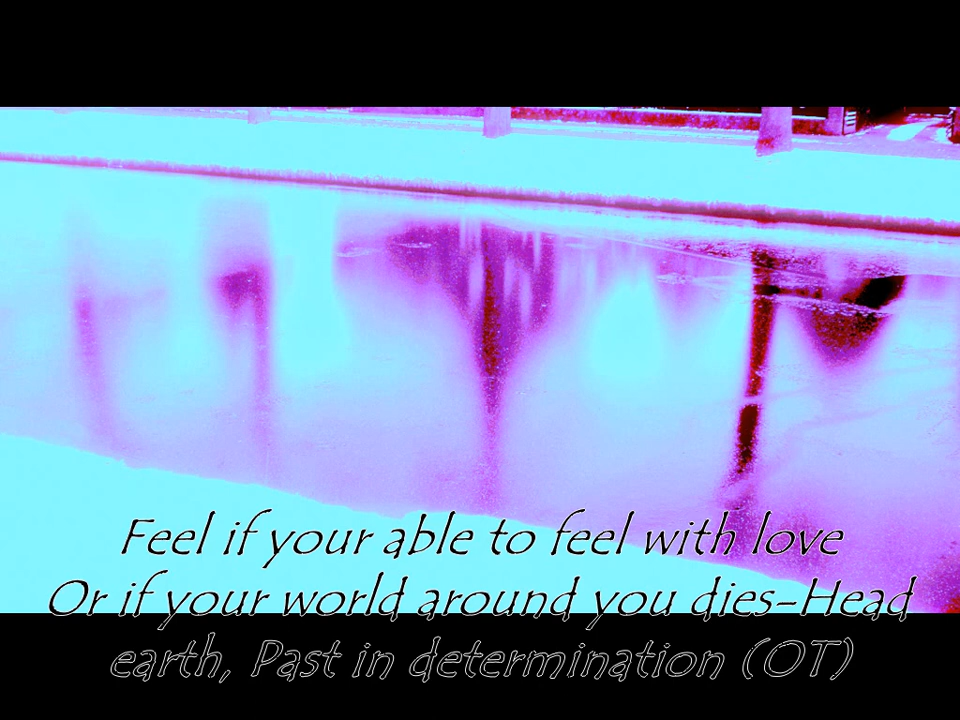 Feel if your able to feel with love
Or if your world around you dies-Head
earth, Past in determination (OT)